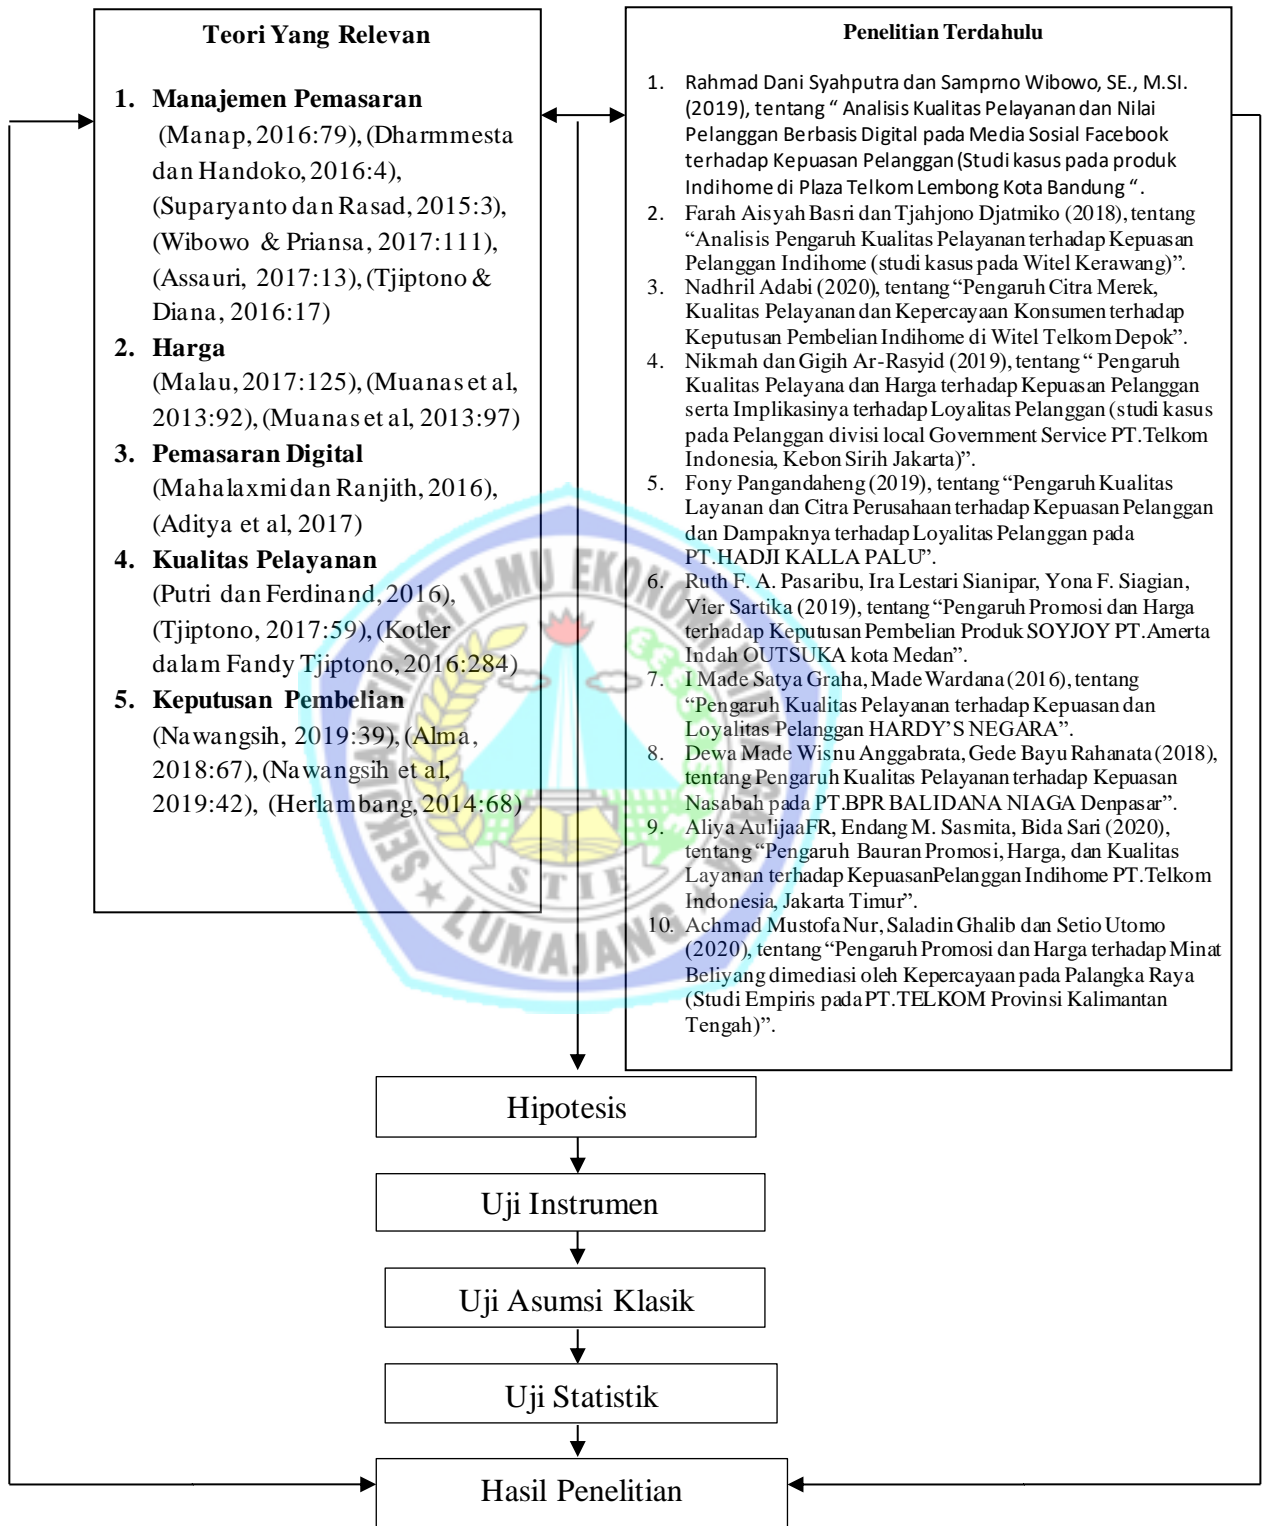 Teori Yang Relevan
1. Manajemen Pemasaran
(Manap, 2016:79), (Dharmmesta
dan Handoko, 2016:4),
(Suparyanto dan Rasad, 2015:3),
(Wibowo & Priansa, 2017:111),
(Assauri, 2017:13), (Tjiptono &
Diana, 2016:17)
2. Harga
(Malau, 2017:125), (Muanas et al,
2013:92), (Muanas et al, 2013:97)
3. Pemasaran Digital
(Mahalaxmi dan Ranjith, 2016),
(Aditya et al, 2017)
4. Kualitas Pelayanan
(Putri dan Ferdinand, 2016),
(Tjiptono, 2017:59), (Kotler
dalam Fandy Tjiptono, 2016:284)
5. Keputusan Pembelian
(Nawangsih, 2019:39), (Alma,
2018:67), (Nawangsih et al,
2019:42), (Herlambang, 2014:68)
Penelitian Terdahulu
1. Rahmad Dani Syahputra dan Samprno Wibowo, SE., M.SI.
(2019), tentang “ Analisis Kualitas Pelayanan dan Nilai
Pelanggan Berbasis Digital pada Media Sosial Facebook
terhadap Kepuasan Pelanggan (Studi kasus pada produk
Indihome di Plaza Telkom Lembong Kota Bandung “.
2. Farah Aisyah Basri dan Tjahjono Djatmiko (2018), tentang
“Analisis Pengaruh Kualitas Pelayanan terhadap Kepuasan
Pelanggan Indihome (studi kasus pada Witel Kerawang)”.
3. Nadhril Adabi (2020), tentang “Pengaruh Citra Merek,
Kualitas Pelayanan dan Kepercayaan Konsumen terhadap
Keputusan Pembelian Indihome di Witel Telkom Depok”.
4. Nikmah dan Gigih Ar-Rasyid (2019), tentang “ Pengaruh
Kualitas Pelayana dan Harga terhadap Kepuasan Pelanggan
serta Implikasinya terhadap Loyalitas Pelanggan (studi kasus
pada Pelanggan divisi local Government Service PT.Telkom
Indonesia, Kebon Sirih Jakarta)”.
5. Fony Pangandaheng (2019), tentang “Pengaruh Kualitas
Layanan dan Citra Perusahaan terhadap Kepuasan Pelanggan
dan Dampaknya terhadap Loyalitas Pelanggan pada
PT.HADJI KALLA PALU”.
6. Ruth F. A. Pasaribu, Ira Lestari Sianipar, Yona F. Siagian,
Vier Sartika (2019), tentang “Pengaruh Promosi dan Harga
terhadap Keputusan Pembelian Produk SOYJOY PT.Amerta
Indah OUTSUKA kota Medan”.
7. I Made Satya Graha, Made Wardana (2016), tentang
“Pengaruh Kualitas Pelayanan terhadap Kepuasan dan
Loyalitas Pelanggan HARDY’S NEGARA”.
8. Dewa Made Wisnu Anggabrata, Gede Bayu Rahanata (2018),
tentang Pengaruh Kualitas Pelayanan terhadap Kepuasan
Nasabah pada PT.BPR BALIDANA NIAGA Denpasar”.
9. Aliya AulijaaFR, Endang M. Sasmita, Bida Sari (2020),
tentang “Pengaruh Bauran Promosi, Harga, dan Kualitas
Layanan terhadap KepuasanPelanggan Indihome PT.Telkom
Indonesia, Jakarta Timur”.
10. Achmad Mustofa Nur, Saladin Ghalib dan Setio Utomo
(2020), tentang “Pengaruh Promosi dan Harga terhadap Minat
Beli yang dimediasi oleh Kepercayaan pada Palangka Raya
(Studi Empiris pada PT.TELKOM Provinsi Kalimantan
Tengah)”.
SEKOLAH TINGGI ILMU EKONOMI WIDYA GAMA
STIE
LUMAJANG
Hipotesis
Uji Instrumen
Uji Asumsi Klasik
Uji Statistik
Hasil Penelitian